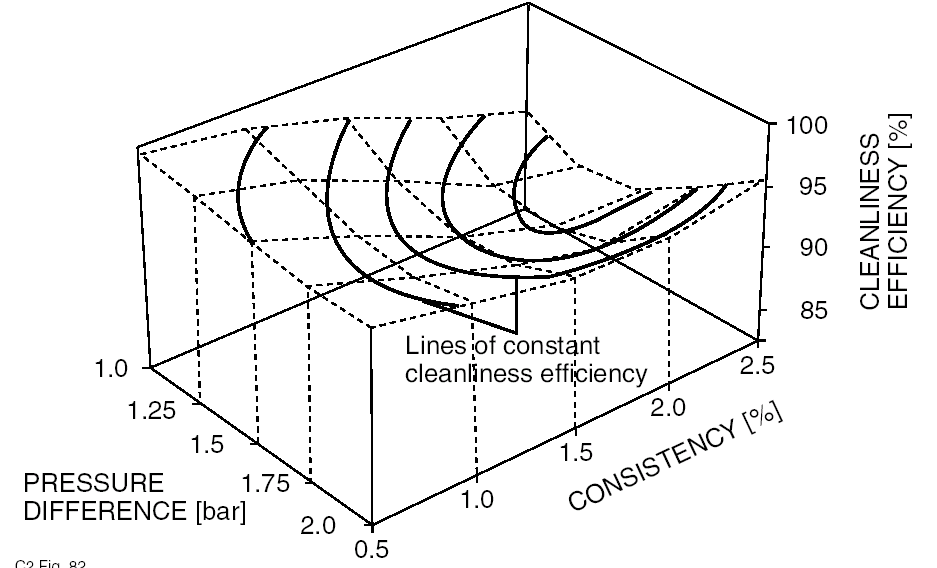 100
95
90
85
CLEANLINESS
EFFICIENCY [%]
Lines of constant
cleanliness efficiency
1.0
1.25
1.5
1.75
2.0
PRESSURE
DIFFERENCE [bar]
0.5
1.0
1.5
2.0
2.5
CONSISTENCY [%]
C2 Fig. 82